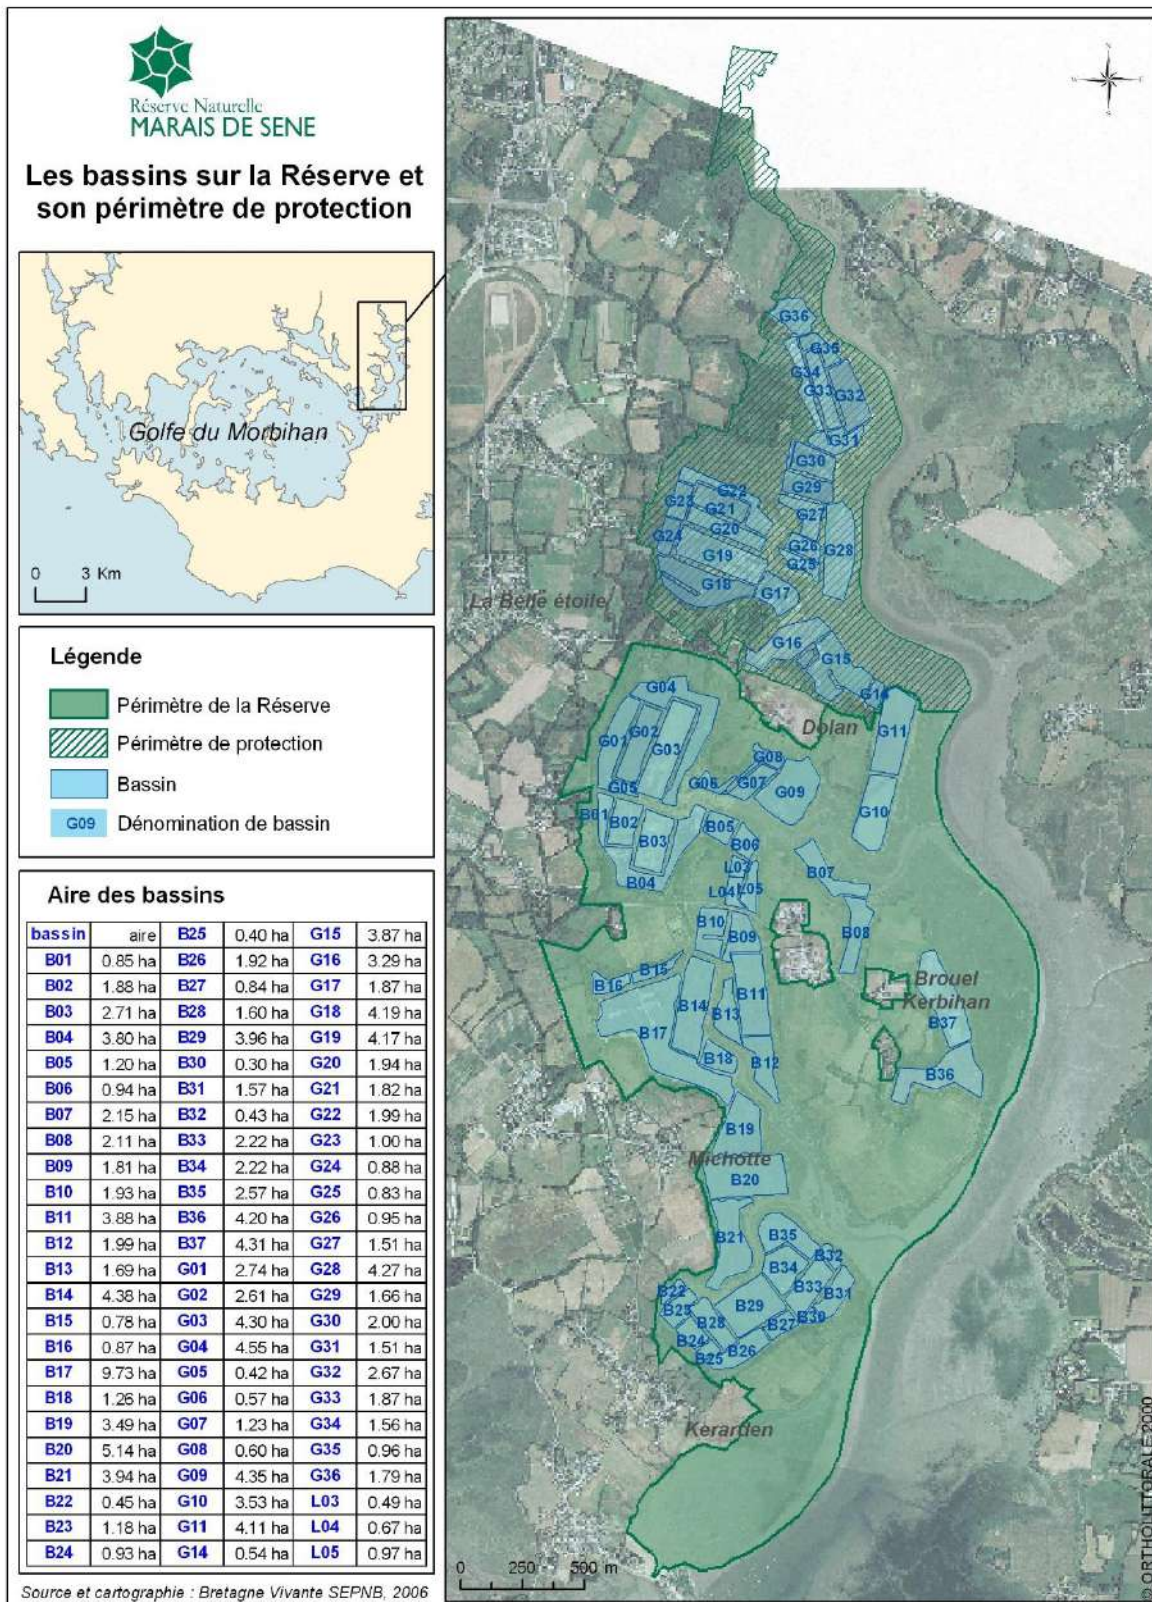 Réserve Naturelle
MARAIS DE SENE
Les bassins sur la Réserve et
son périmètre de protection
Golfe du Morbihan
0 3 Km
Légende
Périmètre de la Réserve
Périmètre de protection
Bassin
G09 Dénomination de bassin
Aire des bassins
bassin aire B25 0.40 ha G15 3.87 ha
B01 0.85 ha B26 1.92 ha G16 3.29 ha
B02 1.88 ha B27 0.84 ha G17 1.87 ha
B03 2.71 ha B28 1.60 ha G18 4.19 ha
B04 3.80 ha B29 3.96 ha G19 4.17 ha
B05 1.20 ha B30 0.30 ha G20 1.94 ha
B06 0.94 ha B31 1.57 ha G21 1.82 ha
B07 2.15 ha B32 0.43 ha G22 1.99 ha
B08 2.11 ha B33 2.22 ha G23 1.00 ha
B09 1.81 ha B34 2.22 ha G24 0.88 ha
B10 1.93 ha B35 2.57 ha G25 0.83 ha
B11 3.88 ha B36 4.20 ha G26 0.95 ha
B12 1.99 ha B37 4.31 ha G27 1.51 ha
B13 1.69 ha G01 2.74 ha G28 4.27 ha
B14 4.38 ha G02 2.61 ha G29 1.66 ha
B15 0.78 ha G03 4.30 ha G30 2.00 ha
B16 0.87 ha G04 4.55 ha G31 1.51 ha
B17 9.73 ha G05 0.42 ha G32 2.67 ha
B18 1.26 ha G06 0.57 ha G33 1.87 ha
B19 3.49 ha G07 1.23 ha G34 1.56 ha
B20 5.14 ha G08 0.60 ha G35 0.96 ha
B21 3.94 ha G09 4.35 ha G36 1.79 ha
B22 0.45 ha G10 3.53 ha L03 0.49 ha
B23 1.18 ha G11 4.11 ha L04 0.67 ha
B24 0.93 ha G14 0.54 ha L05 0.97 ha
Source et cartographie : Bretagne Vivante SEPNB, 2006
G36
G35
G34
G33 G32
G31
G30
G29
G23 G22
G21
G27
G20
G24
G26 G28
G19
G25
G18 G17
La Belle étoile
G16
G15
G14
G04
Dolan
G01 G02
G03
G11
G08
G05 G06 G07
G09
G10
B01 B02
B05
B03 B06
L03
B04 L04 L05
B07
B10
B09
B08
B15
B16
Brouel
Kerbihan
B11
B14 B13
B17
B37
B18 B12
B36
B19
Michotte
B20
B21
B35
B32
B34
B33
B22
B31
B23
B29
B28
B30
B27
B24
B26
B25
Kerarden
0 250 500 m
© ORTHOLITTORALE 2000